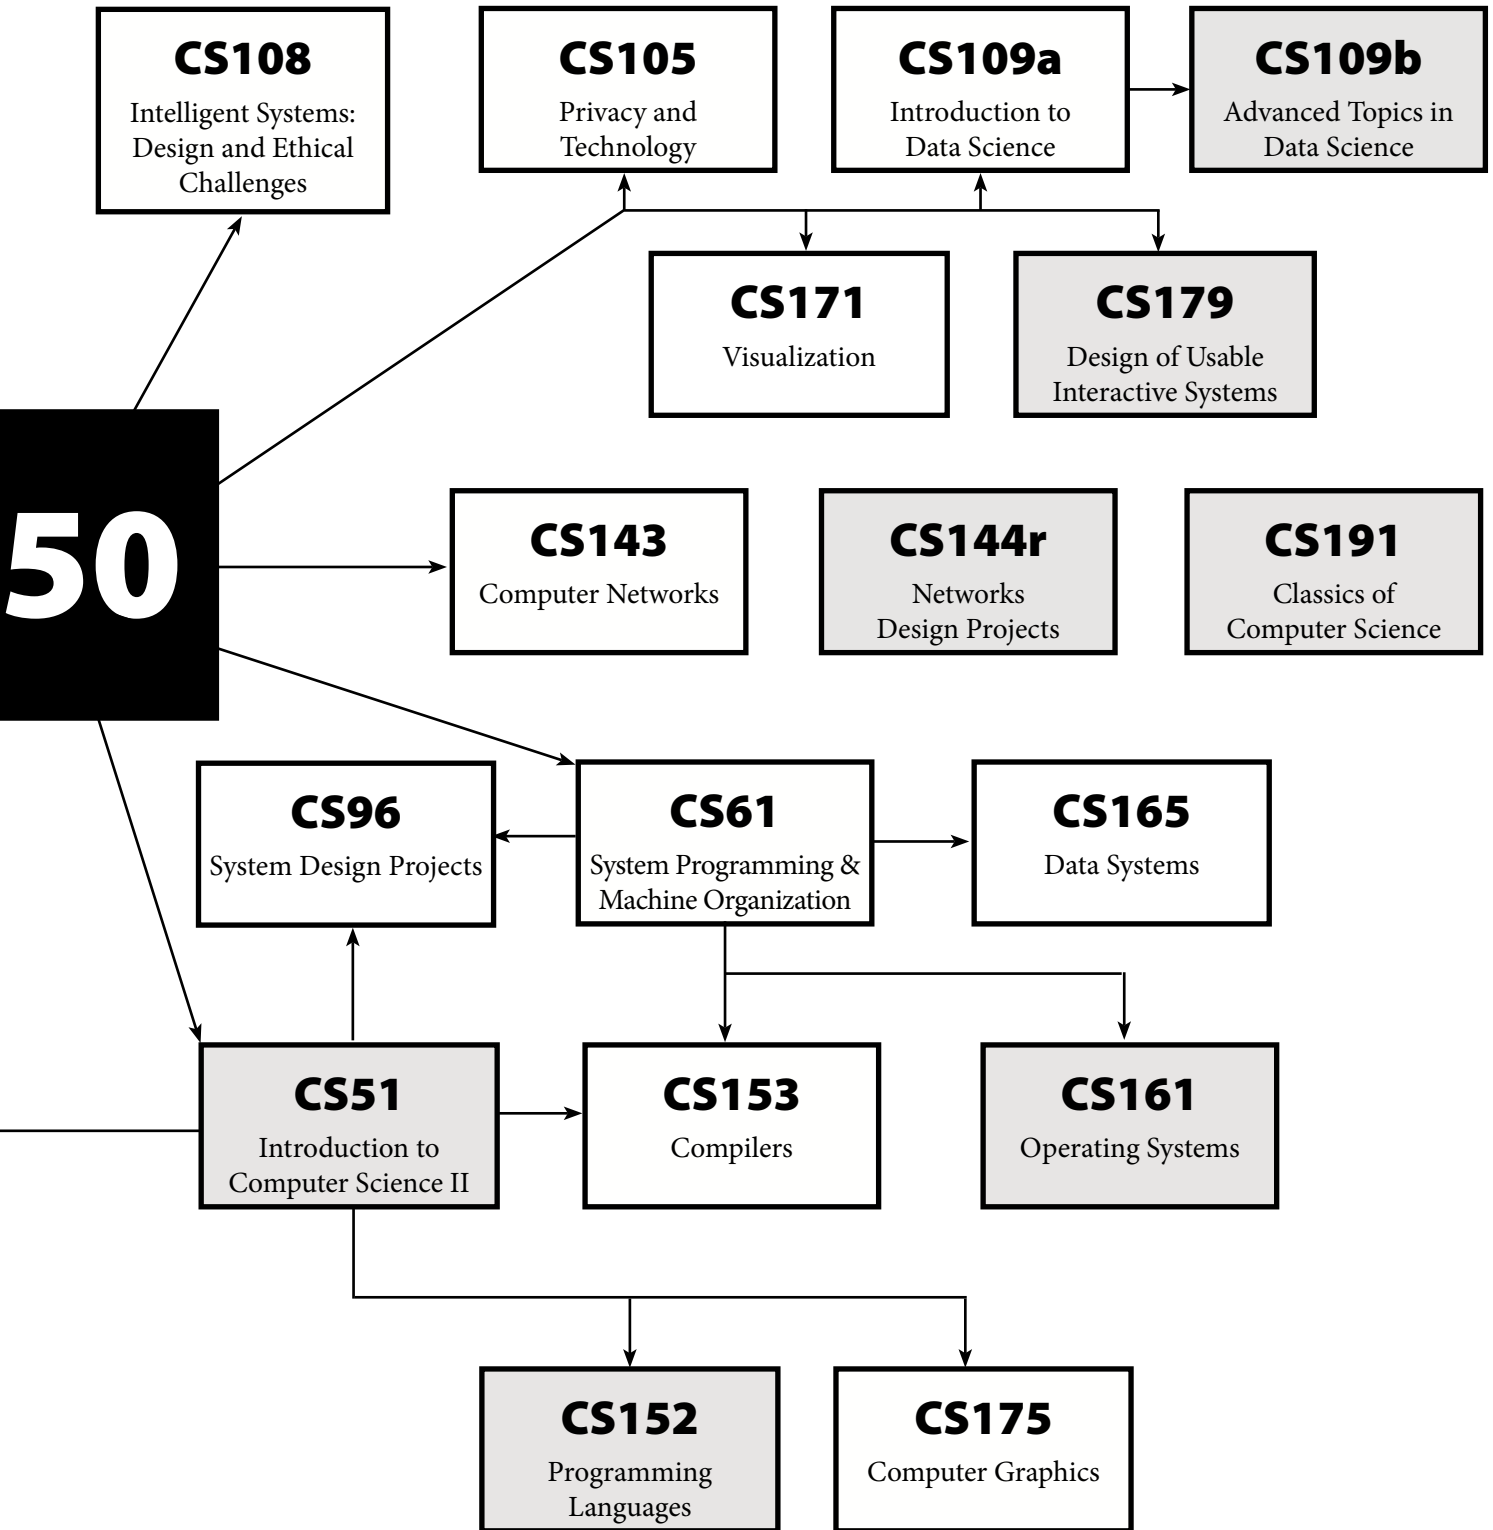 CS108
Intelligent Systems:
Design and Ethical
Challenges
CS105
Privacy and
Technology
CS109a
Introduction to
Data Science
CS109b
Advanced Topics in
Data Science
CS171
Visualization
CS179
Design of Usable
Interactive Systems
50
CS143
Computer Networks
CS144r
Networks
Design Projects
CS191
Classics of
Computer Science
CS96
System Design Projects
CS61
System Programming &
Machine Organization
CS165
Data Systems
CS51
Introduction to
Computer Science II
CS153
Compilers
CS161
Operating Systems
CS152
Programming
Languages
CS175
Computer Graphics